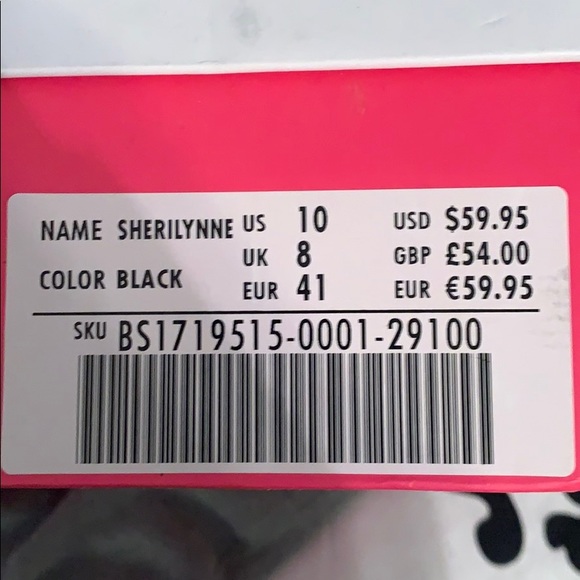 NAME SHERILYNNE US 10 USD $59.95
UK 8 GBP £54.00
COLOR BLACK EUR 41 EUR €59.95
SKU BS1719515-0001-29100